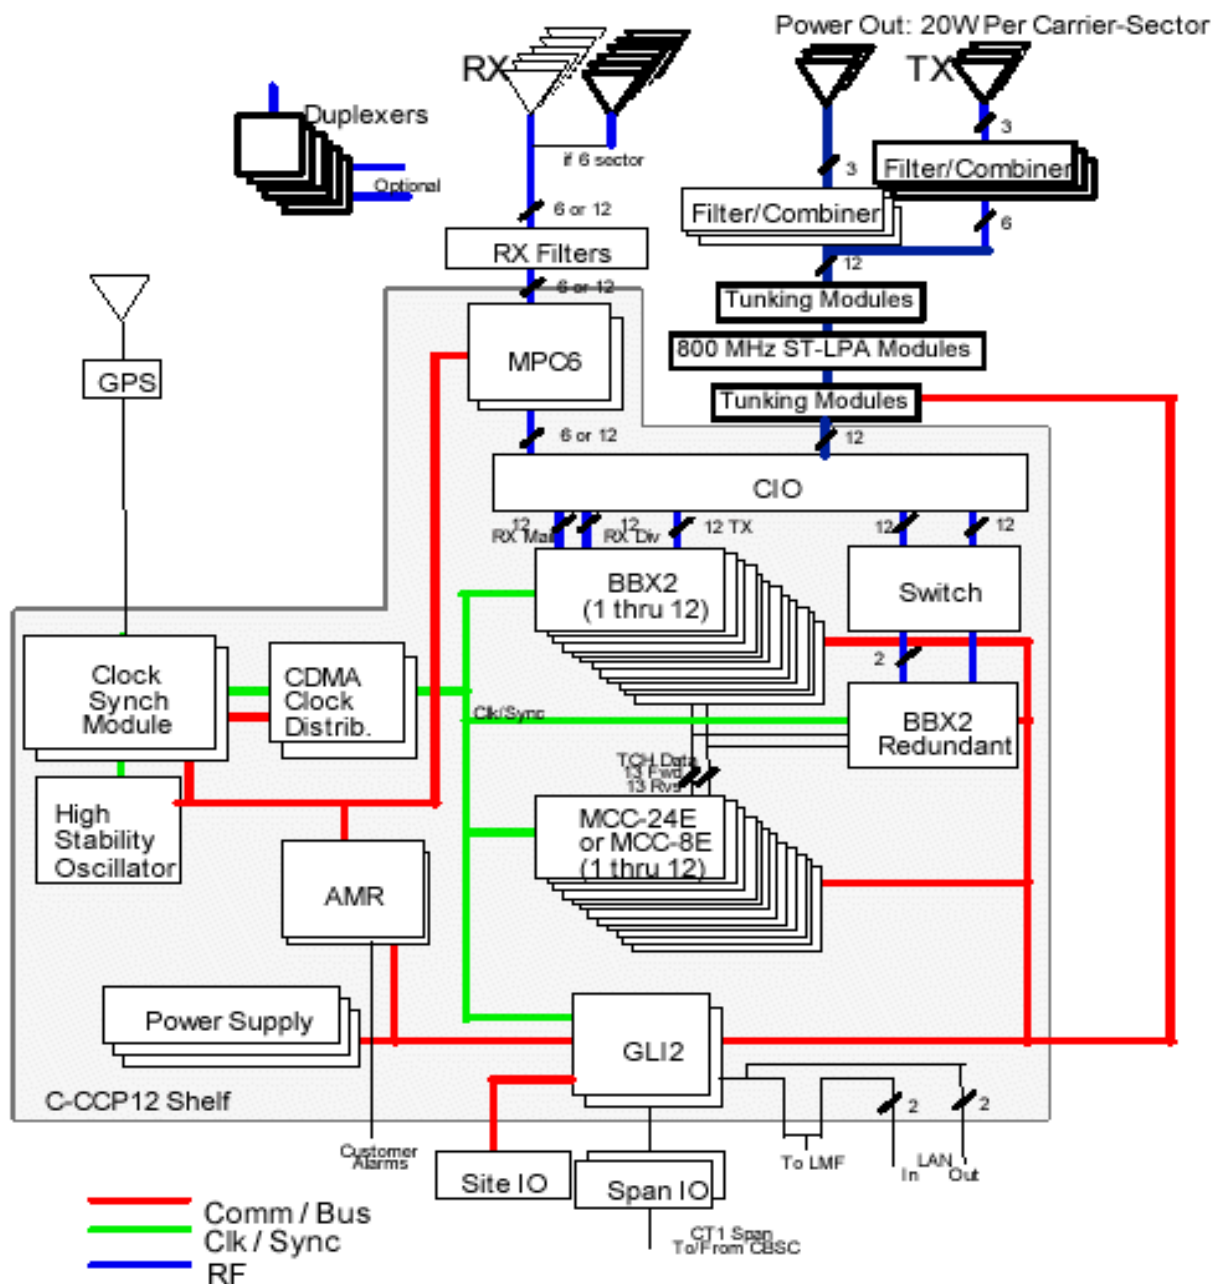 Power Out: 20W Per Carrier-Sector
RX
TX
Duplexers
Optional
if 6 sector
3
3
Filter/Combiner
Filter/Combiner
6 or 12
6
RX Filters
12
6 or 12
Tunking Modules
MPC6
800 MHz ST-LPA Modules
GPS
Tunking Modules
6 or 12
12
CIO
12
RX Main
12
RX Div
12 TX
12
12
BBX2
(1 thru 12)
Switch
2
Clock
Synch
Module
CDMA
Clock
Distrib.
Clk/Sync
BBX2
Redundant
TCH Data
13 Fwd
13 Rvs
High
Stability
Oscillator
MCC-24E
or MCC-8E
(1 thru 12)
AMR
Power Supply
GLI2
C-CCP12 Shelf
2
2
Customer
Alarms
Site IO
Span IO
To LMF
In
LAN
Out
CT1 Span
To/From CBSC
Comm / Bus
Clk / Sync
RF